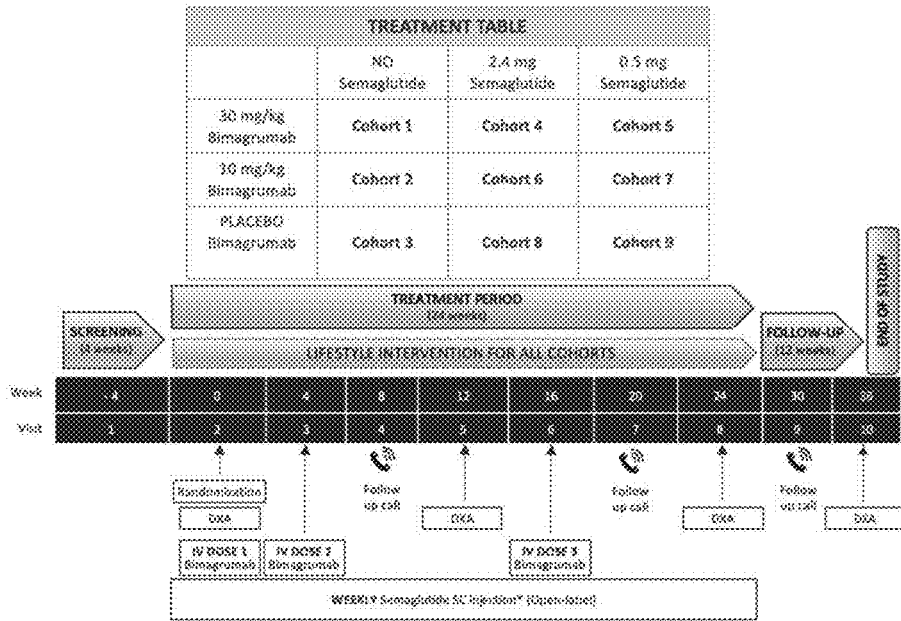 TREATMENT TABLE
NO Semaglutide
2.4 mg Semaglutide
0.5 mg Semaglutide
30 mg/kg Bimagrumab
Cohort 1
Cohort 4
Cohort 5
10 mg/kg Bimagrumab
Cohort 2
Cohort 6
Cohort 7
PLACEBO Bimagrumab
Cohort 3
Cohort 8
Cohort 9
SCREENING
(4 weeks)
TREATMENT PERIOD
(24 weeks)
LIFESTYLE INTERVENTION FOR ALL COHORTS
FOLLOW-UP
(12 weeks)
END OF STUDY
Week -4 0 4 8 12 16 20 24 30
Visit 1 2 3 4 5 6 7 8 9 10
Randomization
DXA
Follow up call
DXA
Follow up call
DXA
Follow up call
DXA
IV DOSE 1 Bimagrumab
IV DOSE 2 Bimagrumab
IV DOSE 3 Bimagrumab
WEEKLY Semaglutide SC injection* (Open-label)